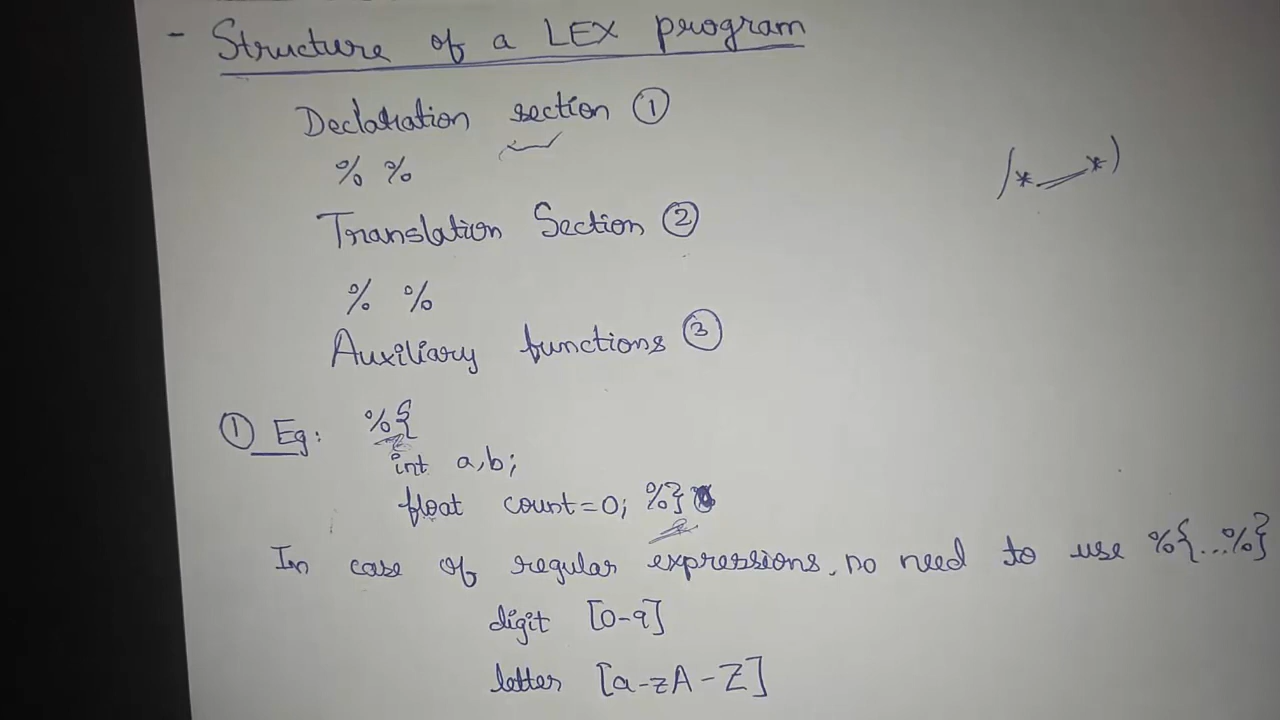 - Structure of a LEX program
Declaration section ①
% %
/* *)
Translation Section ②
% %
Auxiliary functions ③
① Eg: %{
int a,b;
float count=0; %}
In case of regular expressions, no need to use %{...%}
digit [0-9]
letter [a-zA-Z]